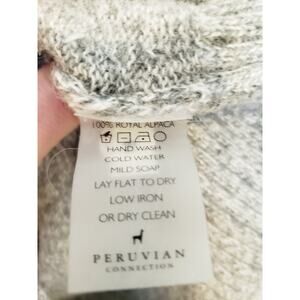 100% ROYAL ALPACA
HAND WASH
COLD WATER
MILD SOAP
LAY FLAT TO DRY
LOW IRON
OR DRY CLEAN
PERUVIAN
CONNECTION